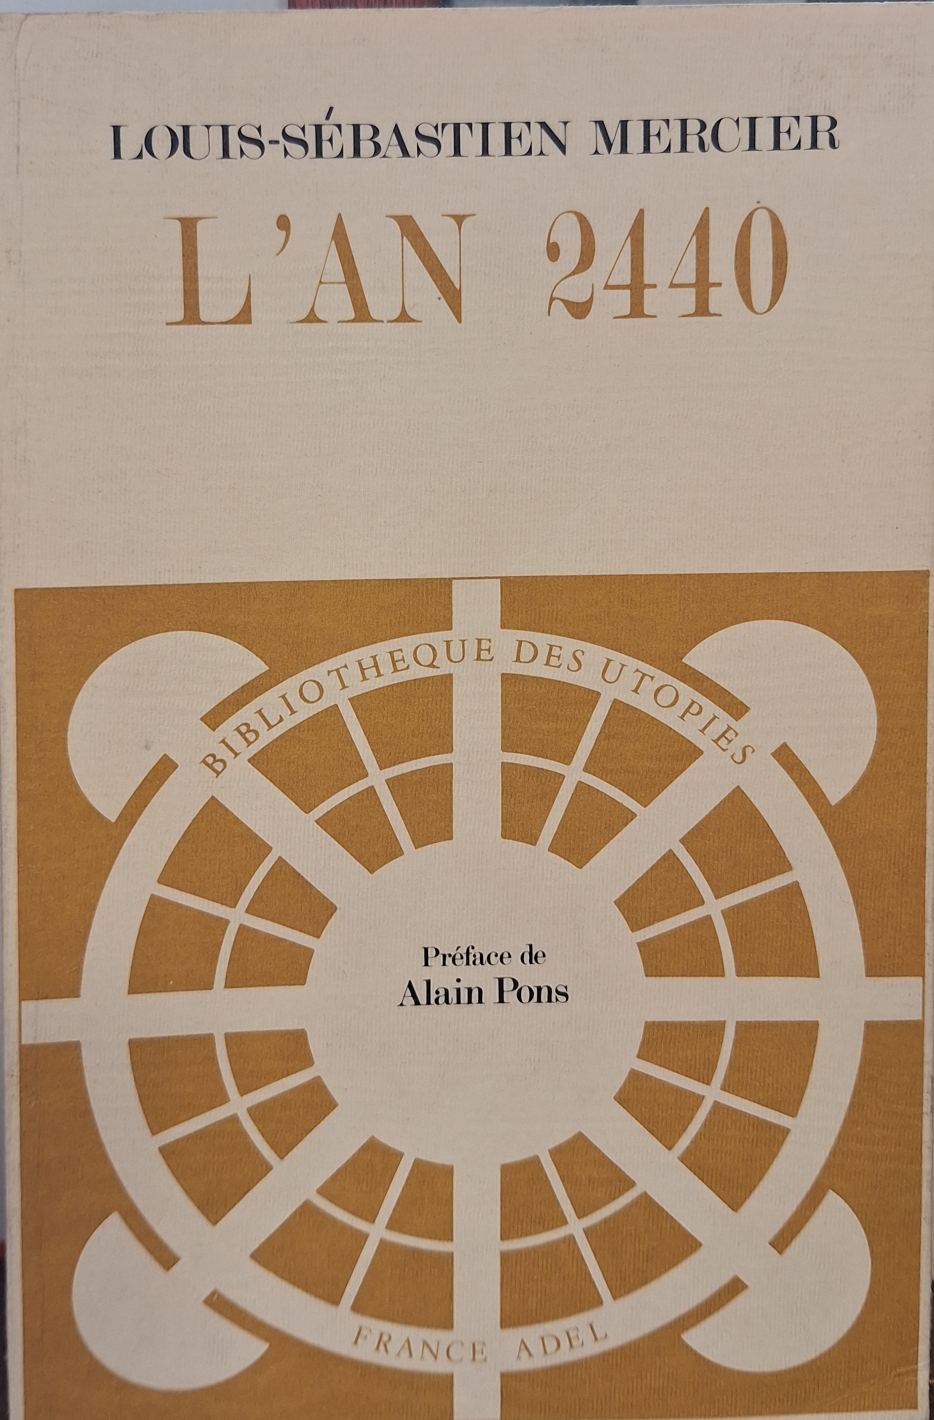 LOUIS-SÉBASTIEN MERCIER
L'AN 2440
BIBLIOTHEQUE DES UTOPIES
Préface de
Alain Pons
FRANCE ADEL